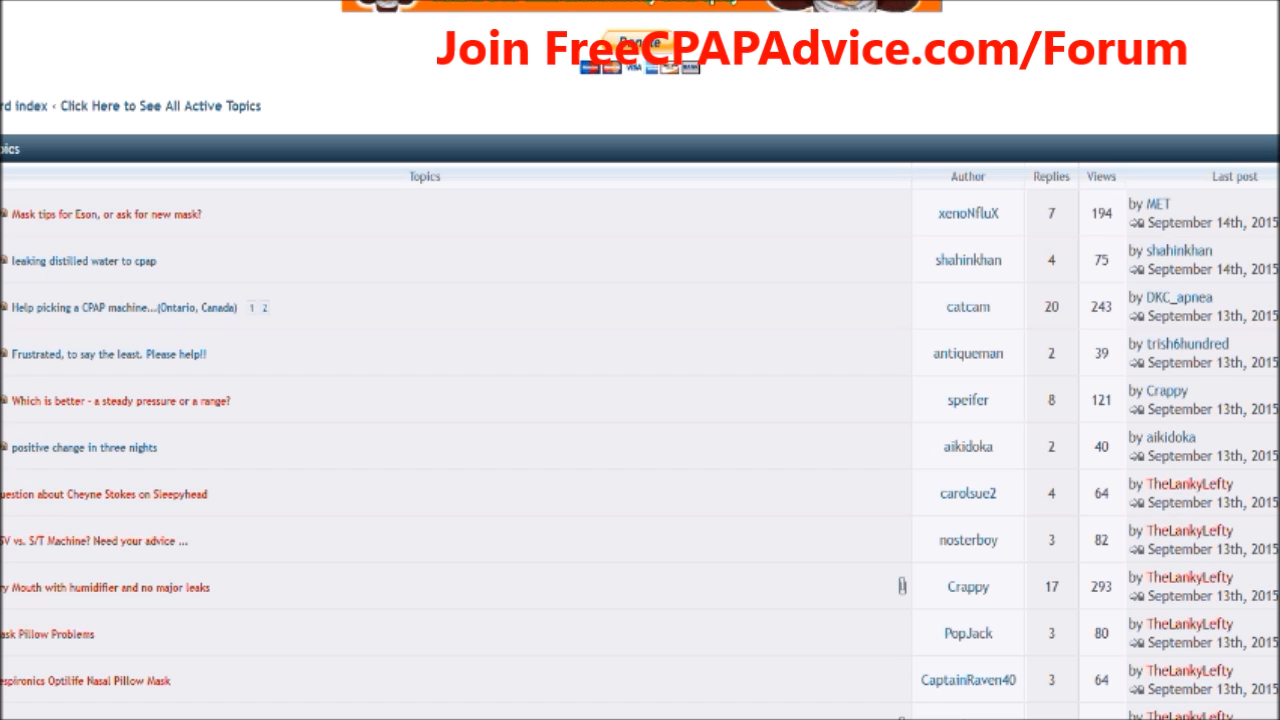 Join FreeCPAPAdvice.com/Forum
Donate
VISA
BANK
rd index ‹ Click Here to See All Active Topics
pics
Topics Author Replies Views Last post
Mask tips for Eson, or ask for new mask? xenoNfluX 7 194 by MET
September 14th, 2015
leaking distilled water to cpap shahinkhan 4 75 by shahinkhan
September 14th, 2015
Help picking a CPAP machine...(Ontario, Canada) 1 2 catcam 20 243 by DKC_apnea
September 13th, 2015
Frustrated, to say the least. Please help!! antiqueman 2 39 by trish6hundred
September 13th, 2015
Which is better - a steady pressure or a range? speifer 8 121 by Crappy
September 13th, 2015
positive change in three nights aikidoka 2 40 by aikidoka
September 13th, 2015
uestion about Cheyne Stokes on Sleepyhead carolsue2 4 64 by TheLankyLefty
September 13th, 2015
SV vs. S/T Machine? Need your advice ... nosterboy 3 82 by TheLankyLefty
September 13th, 2015
ry Mouth with humidifier and no major leaks Crappy 17 293 by TheLankyLefty
September 13th, 2015
ask Pillow Problems PopJack 3 80 by TheLankyLefty
September 13th, 2015
espironics Optilife Nasal Pillow Mask CaptainRaven40 3 64 by TheLankyLefty
September 13th, 2015
by TheLankyLefty